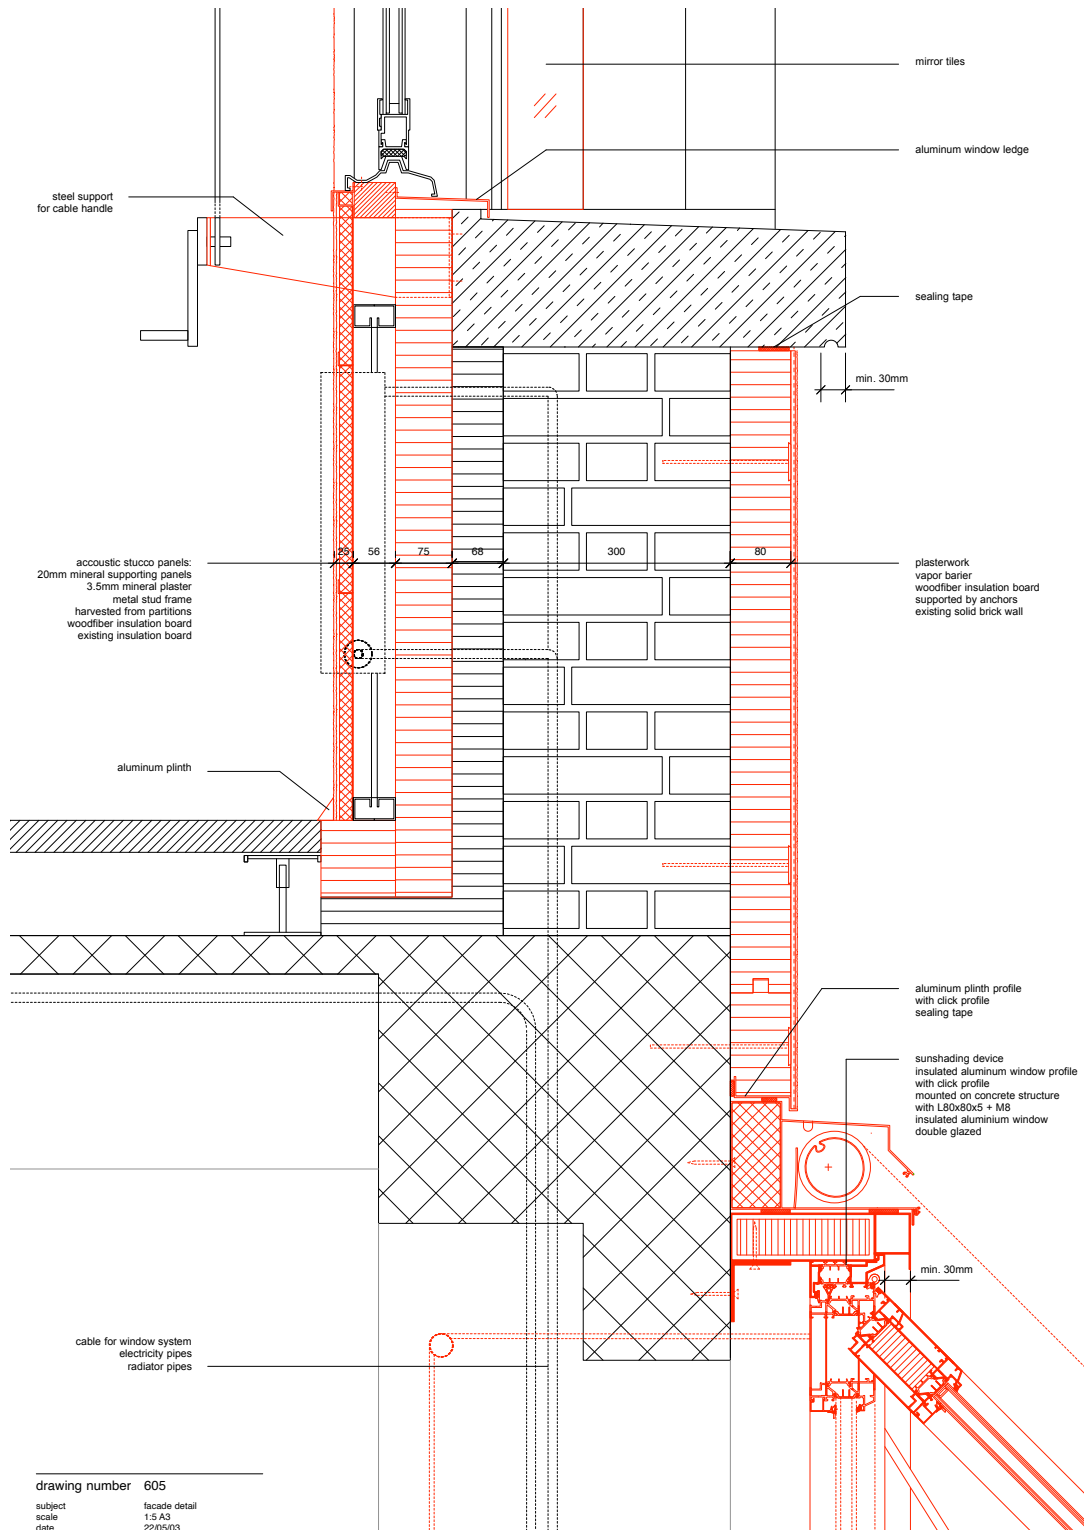 mirror tiles
aluminum window ledge
steel support
for cable handle
sealing tape
min. 30mm
25 56 75 68 300 80
accoustic stucco panels:
20mm mineral supporting panels
3.5mm mineral plaster
metal stud frame
harvested from partitions
woodfiber insulation board
existing insulation board
plasterwork
vapor barier
woodfiber insulation board
supported by anchors
existing solid brick wall
aluminum plinth
aluminum plinth profile
with click profile
sealing tape
sunshading device
insulated aluminum window profile
with click profile
mounted on concrete structure
with L80x80x5 + M8
insulated aluminium window
double glazed
min. 30mm
cable for window system
electricity pipes
radiator pipes
drawing number 605
subject facade detail
scale 1:5 A3
date 22/05/03